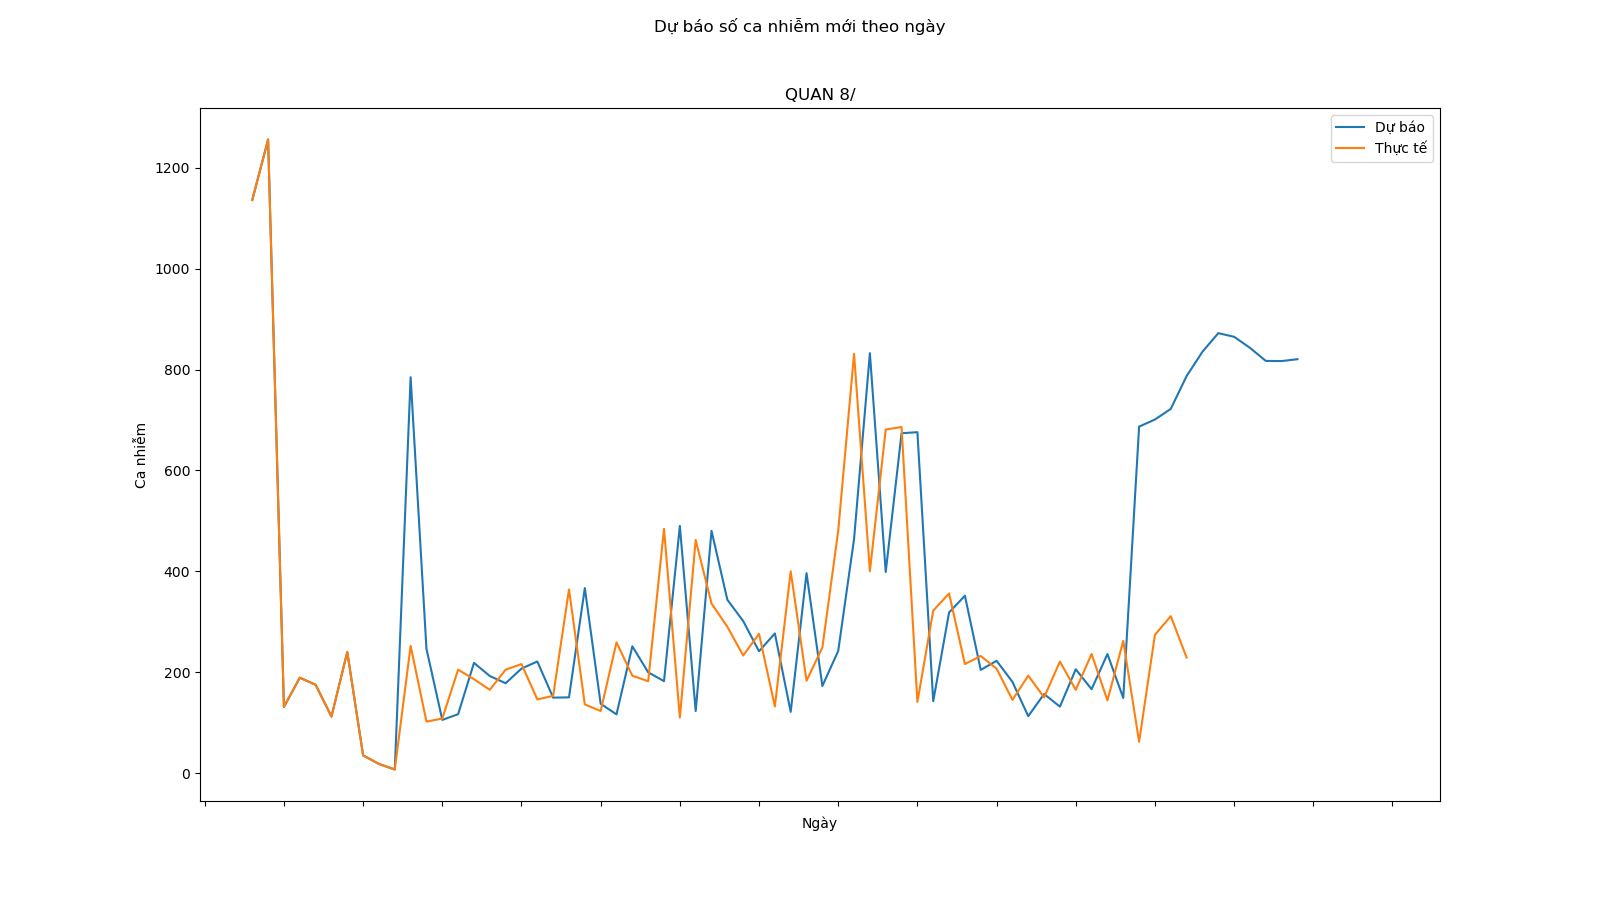 Dự báo số ca nhiễm mới theo ngày
QUAN 8/
Dự báo
Thực tế
1200
1000
800
600
400
200
0
Ca nhiễm
Ngày